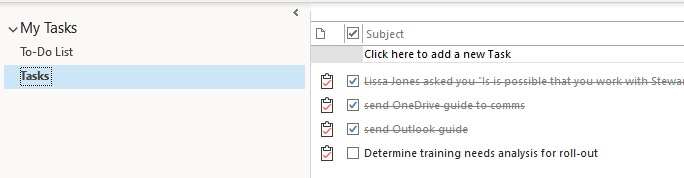 My Tasks
To-Do List
Tasks
Subject
Click here to add a new Task
Lissa Jones asked you "Is is possible that you work with Stewa
send OneDrive guide to comms
send Outlook guide
Determine training needs analysis for roll-out